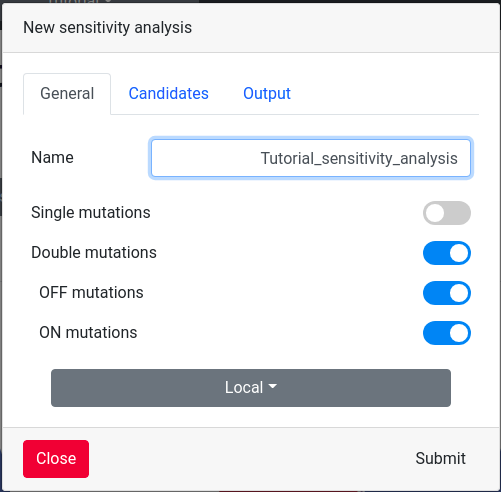 New sensitivity analysis
General Candidates Output
Name Tutorial_sensitivity_analysis
Single mutations
Double mutations
OFF mutations
ON mutations
Local
Close Submit